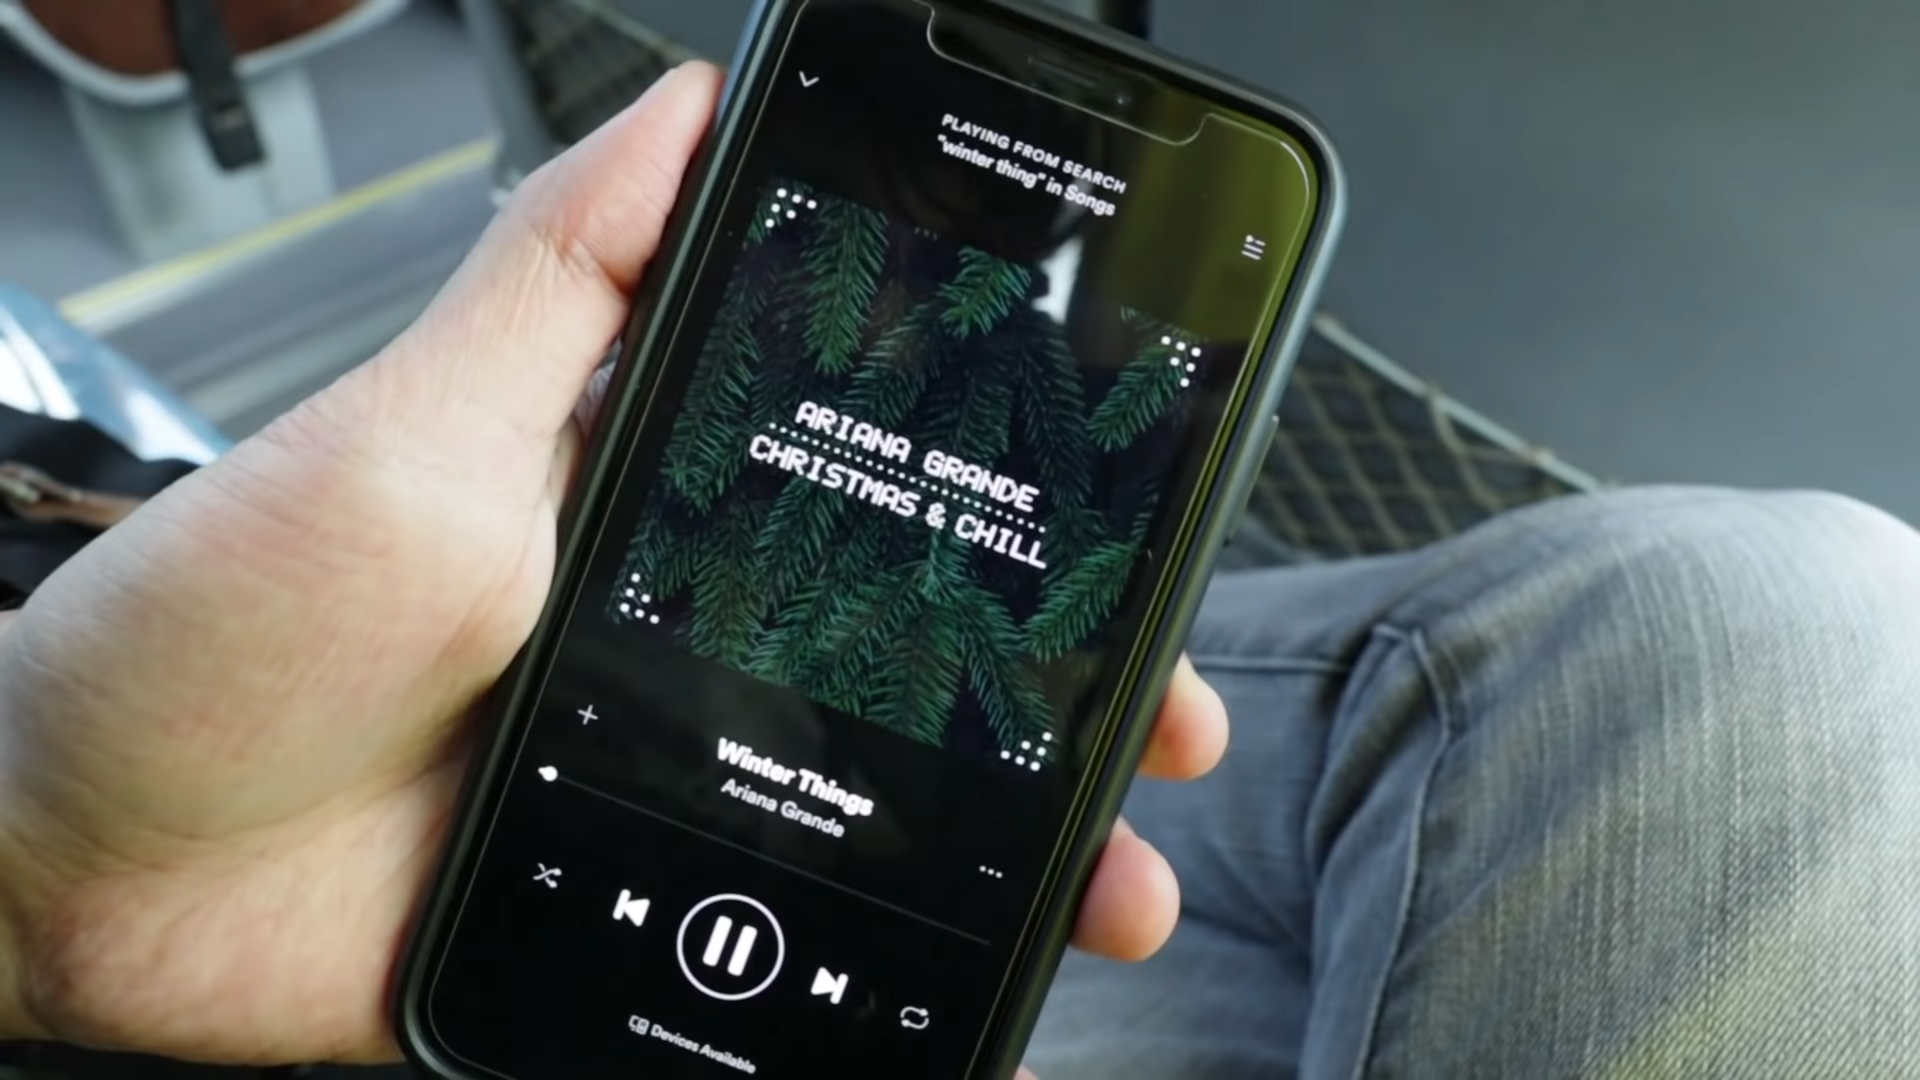 PLAYING FROM SEARCH
"winter thing" in Songs
ARIANA GRANDE
CHRISTMAS & CHILL
Winter Things
Ariana Grande
Devices Available